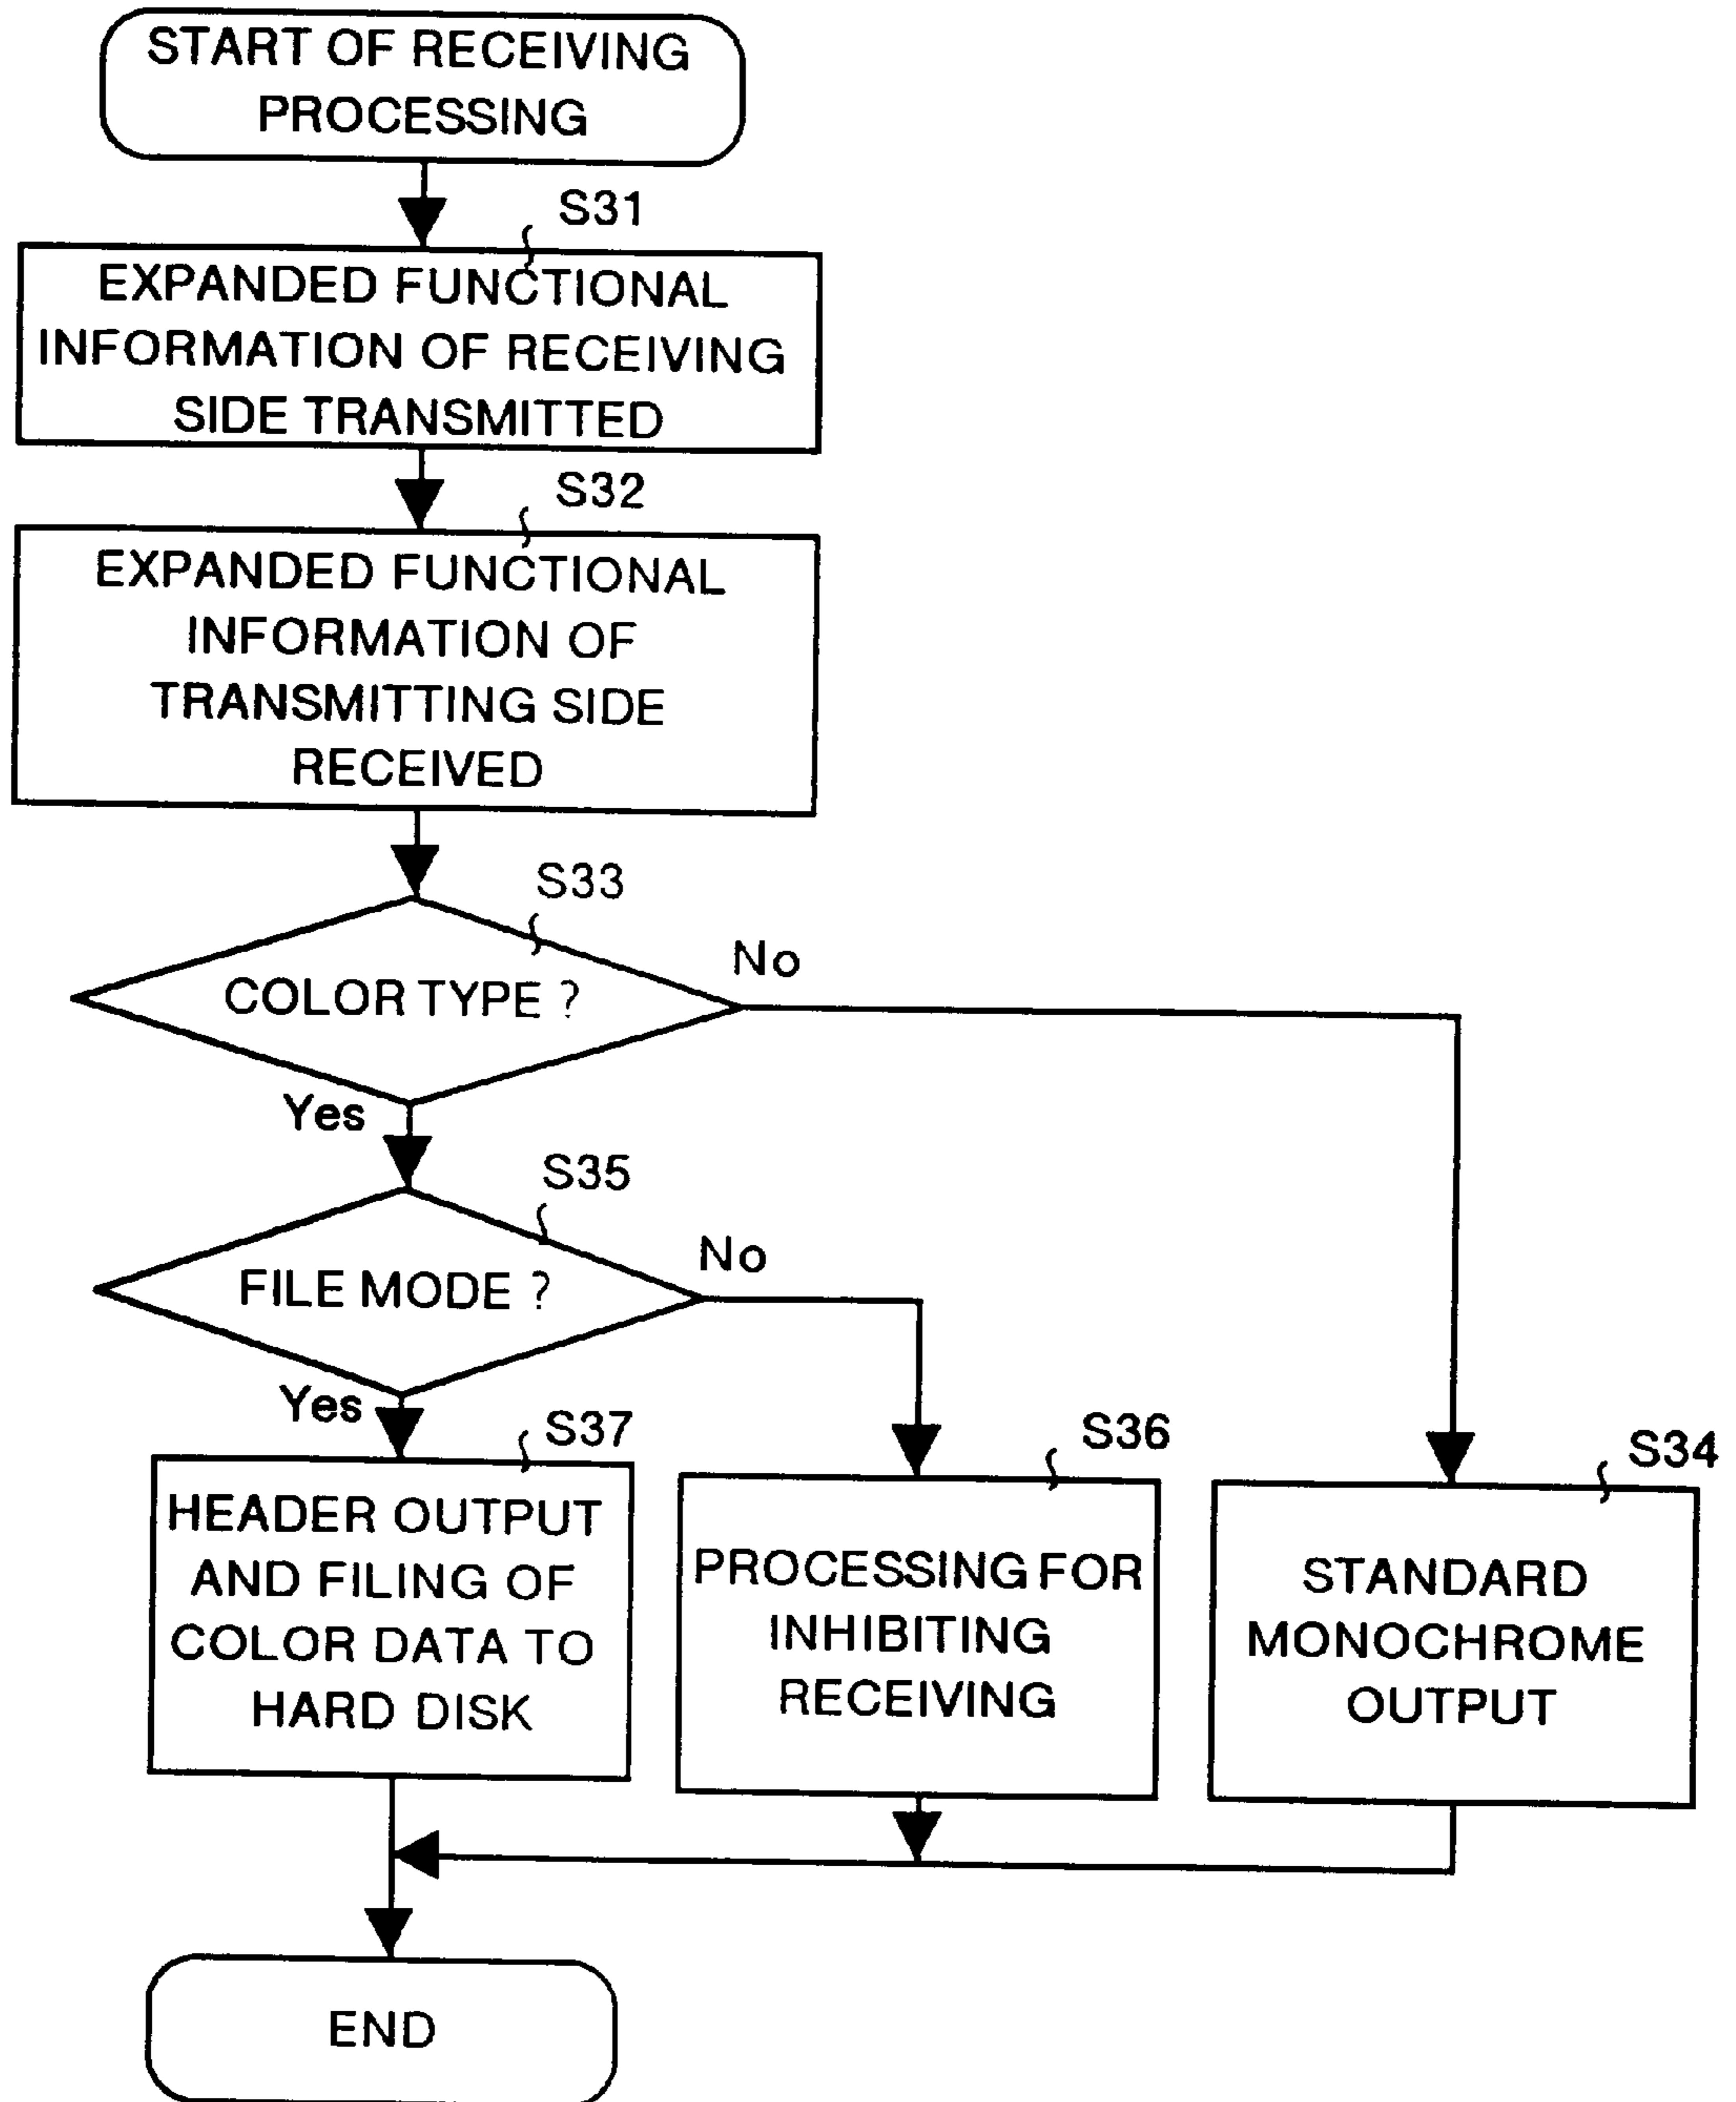 START OF RECEIVING
PROCESSING
S31
EXPANDED FUNCTIONAL
INFORMATION OF RECEIVING
SIDE TRANSMITTED
S32
EXPANDED FUNCTIONAL
INFORMATION OF
TRANSMITTING SIDE
RECEIVED
S33
COLOR TYPE ?
No
Yes
S35
FILE MODE ?
No
Yes
S37
HEADER OUTPUT
AND FILING OF
COLOR DATA TO
HARD DISK
S36
PROCESSING FOR
INHIBITING
RECEIVING
S34
STANDARD
MONOCHROME
OUTPUT
END